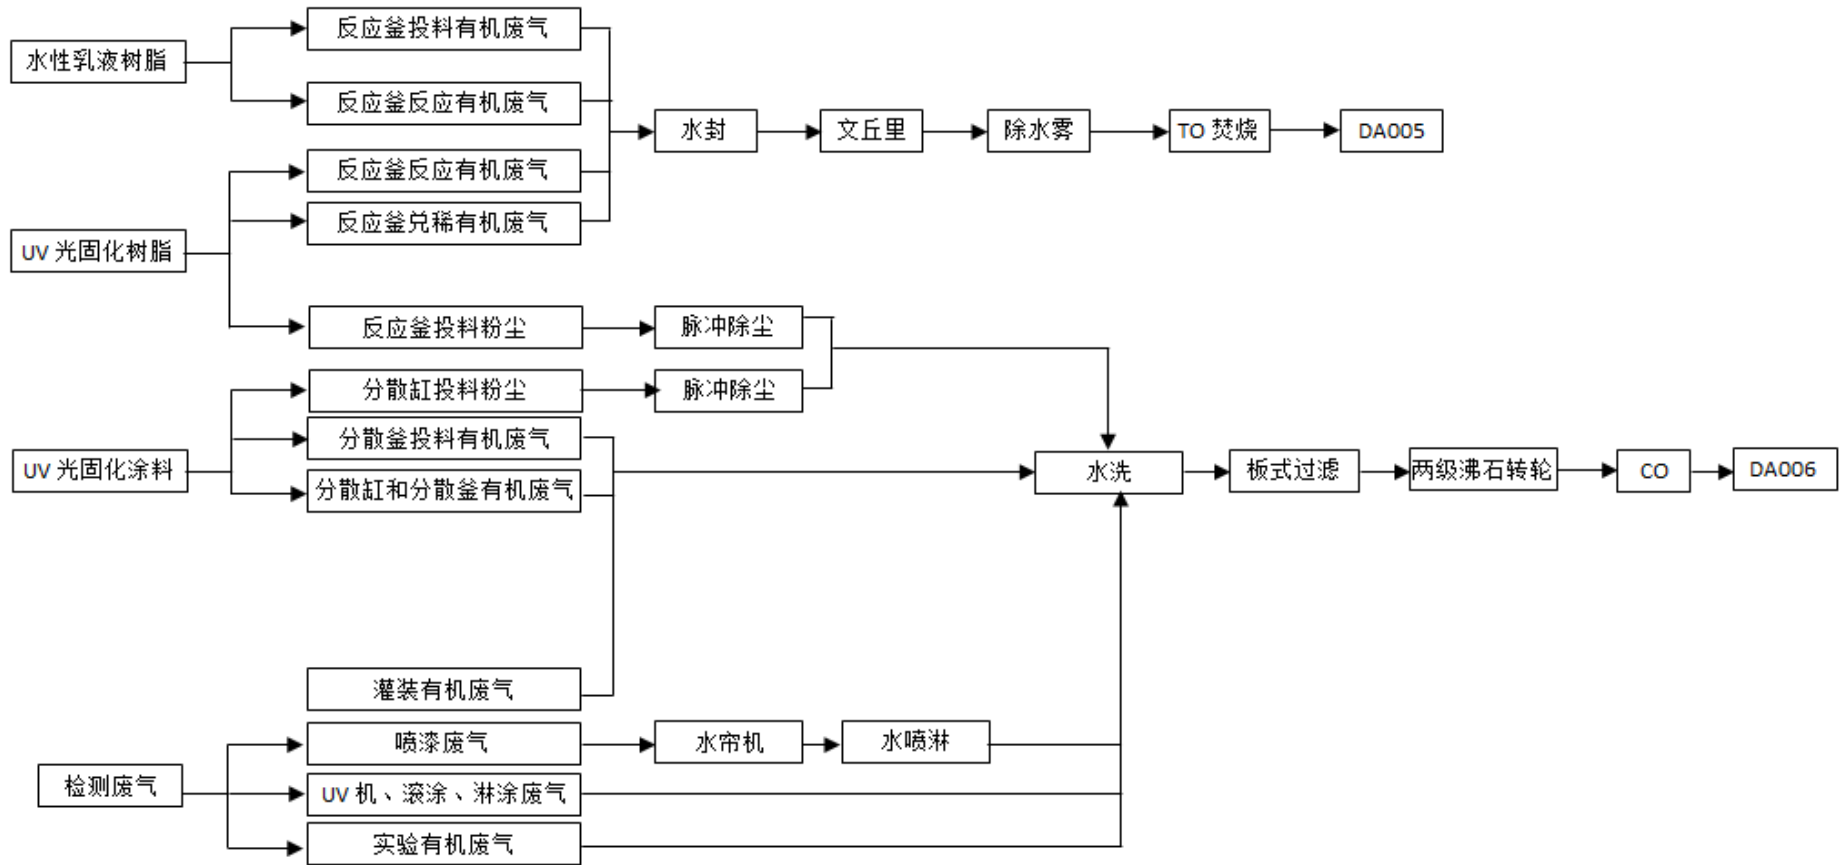 反应釜投料有机废气
水性乳液树脂
反应釜反应有机废气
水封
文丘里
除水雾
TO 焚烧
DA005
反应釜反应有机废气
反应釜兑稀有机废气
UV 光固化树脂
反应釜投料粉尘
脉冲除尘
分散缸投料粉尘
脉冲除尘
分散釜投料有机废气
UV 光固化涂料
水洗
板式过滤
两级沸石转轮
CO
DA006
分散缸和分散釜有机废气
灌装有机废气
喷漆废气
水帘机
水喷淋
检测废气
UV 机、滚涂、淋涂废气
实验有机废气